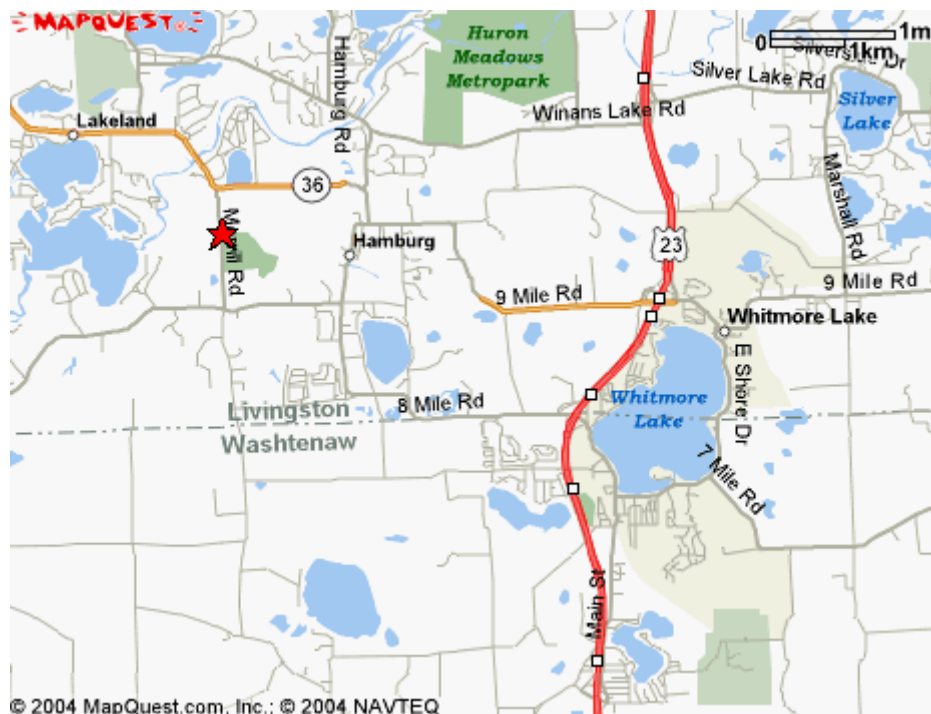 MAPQUEST
0
1m
1km
Silverside Dr
Silver Lake Rd
Huron
Meadows
Metropark
Hamburg Rd
Winans Lake Rd
Silver
Lake
Lakeland
Marshall Rd
36
Hamburg
23
Rd
9 Mile Rd
9 Mile Rd
Whitmore Lake
E Shore Dr
Whitmore
Lake
8 Mile Rd
Livingston
Washtenaw
7 Mile Rd
Main St
© 2004 MapQuest.com, Inc.; © 2004 NAVTEQ